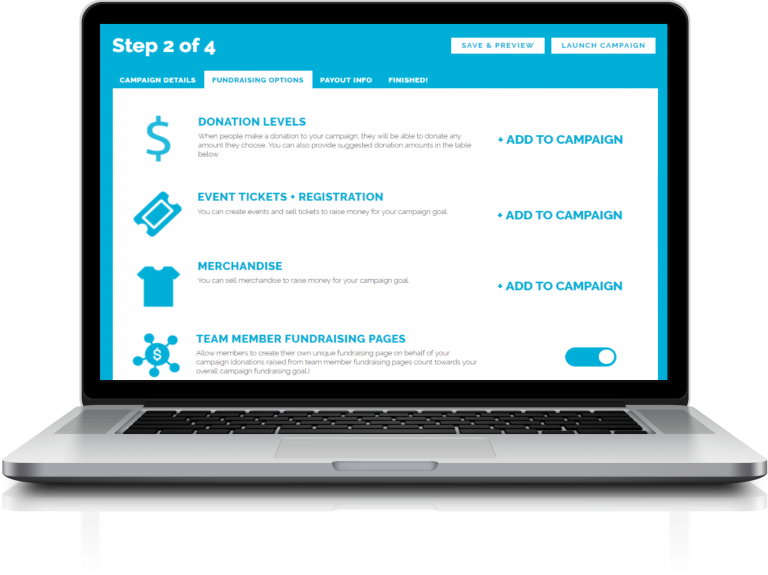 Step 2 of 4
SAVE & PREVIEW
LAUNCH CAMPAIGN
CAMPAIGN DETAILS
FUNDRAISING OPTIONS
PAYOUT INFO
FINISHED!
$
DONATION LEVELS
When people make a donation to your campaign, they will be able to donate any
amount they choose. You can also provide suggested donation amounts in the table
below.
+ ADD TO CAMPAIGN
EVENT TICKETS + REGISTRATION
You can create events and sell tickets to raise money for your campaign goal.
+ ADD TO CAMPAIGN
MERCHANDISE
You can sell merchandise to raise money for your campaign goal.
+ ADD TO CAMPAIGN
$
TEAM MEMBER FUNDRAISING PAGES
Allow members to create their own unique fundraising page on behalf of your
campaign (donations raised from team member fundraising pages count towards your
overall campaign fundraising goal.)